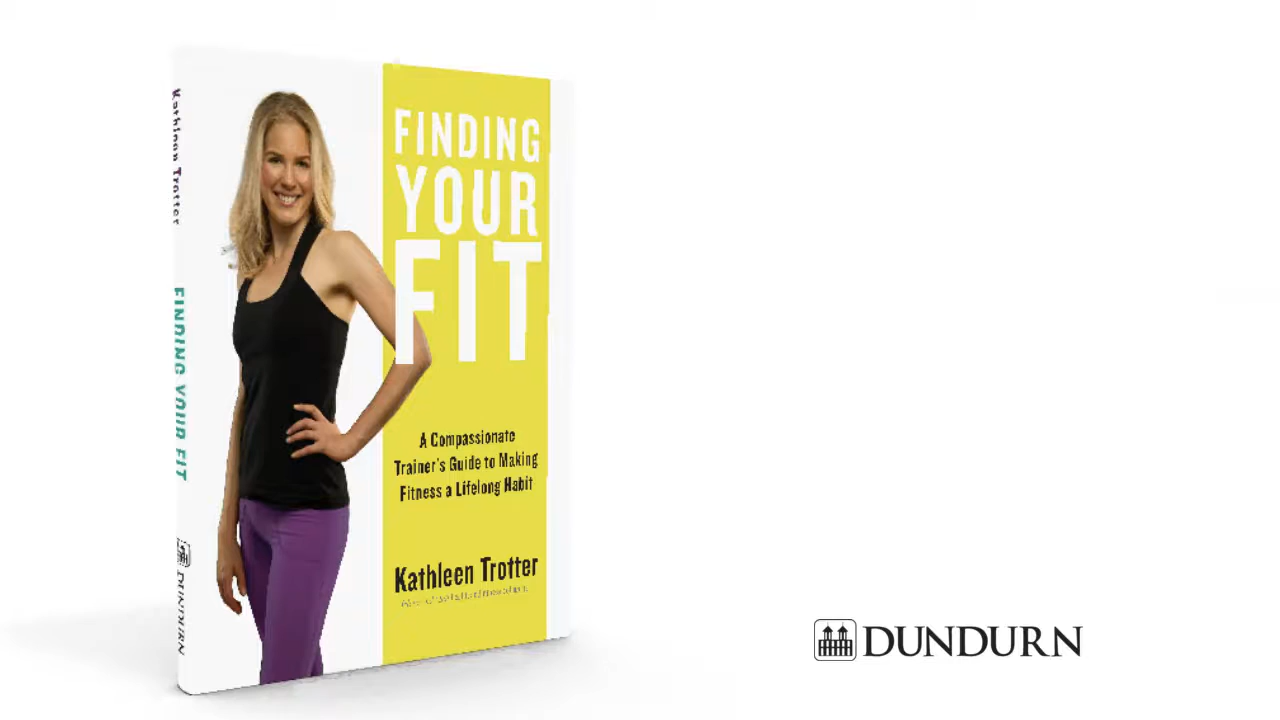 Kathleen Trotter
FINDING YOUR FIT
DUNDURN
FINDING
YOUR
FIT
A Compassionate
Trainer's Guide to Making
Fitness a Lifelong Habit
Kathleen Trotter
DUNDURN